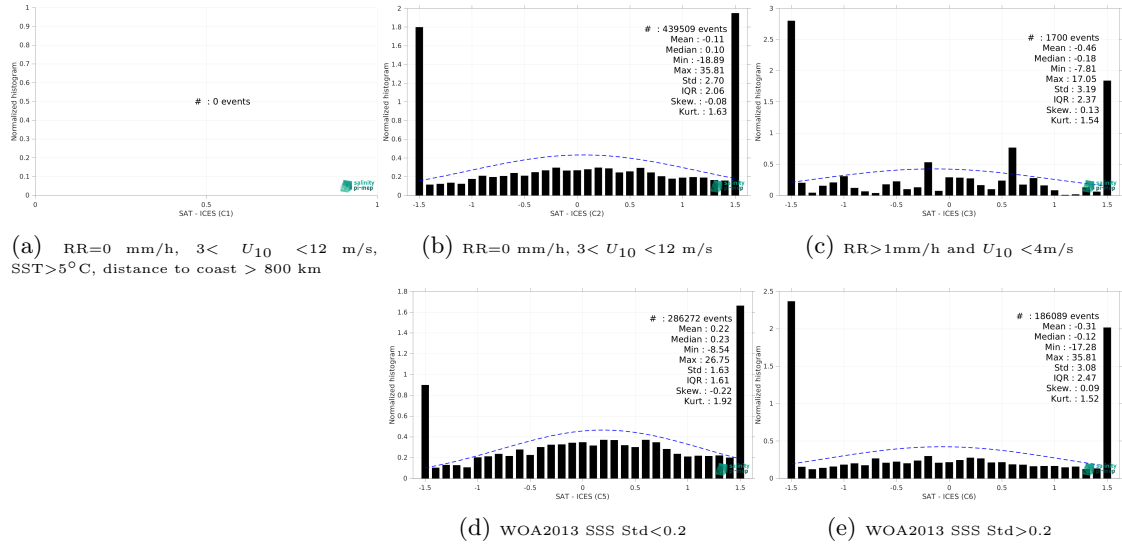 1
0.9
0.8
0.7
0.6
0.5
0.4
0.3
0.2
0.1
0
Normalized histogram
# : 0 events
salinity
pi-mep
0 0.5 1
SAT - ICES (C1)
2
1.8
1.6
1.4
1.2
1
0.8
0.6
0.4
0.2
0
Normalized histogram
# : 439509 events
Mean : -0.11
Median : 0.10
Min : -18.89
Max : 35.81
Std : 2.70
IQR : 2.06
Skew. : -0.08
Kurt. : 1.63
salinity
pi-mep
-1.5 -1 -0.5 0 0.5 1 1.5
SAT - ICES (C2)
3
2.5
2
1.5
1
0.5
0
Normalized histogram
# : 1700 events
Mean : -0.46
Median : -0.18
Min : -7.81
Max : 17.05
Std : 3.19
IQR : 2.37
Skew. : 0.13
Kurt. : 1.54
salinity
pi-mep
-1.5 -1 -0.5 0 0.5 1 1.5
SAT - ICES (C3)
(a) RR=0 mm/h, 3< U10 <12 m/s,
SST>5°C, distance to coast > 800 km
(b) RR=0 mm/h, 3< U10 <12 m/s
(c) RR>1mm/h and U10 <4m/s
1.8
1.6
1.4
1.2
1
0.8
0.6
0.4
0.2
0
Normalized histogram
# : 286272 events
Mean : 0.22
Median : 0.23
Min : -8.54
Max : 26.75
Std : 1.63
IQR : 1.61
Skew. : -0.22
Kurt. : 1.92
salinity
pi-mep
-1.5 -1 -0.5 0 0.5 1 1.5
SAT - ICES (C5)
2.5
2
1.5
1
0.5
0
Normalized histogram
# : 186089 events
Mean : -0.31
Median : -0.12
Min : -17.28
Max : 35.81
Std : 3.08
IQR : 2.47
Skew. : 0.09
Kurt. : 1.52
salinity
pi-mep
-1.5 -1 -0.5 0 0.5 1 1.5
SAT - ICES (C6)
(d) WOA2013 SSS Std<0.2
(e) WOA2013 SSS Std>0.2